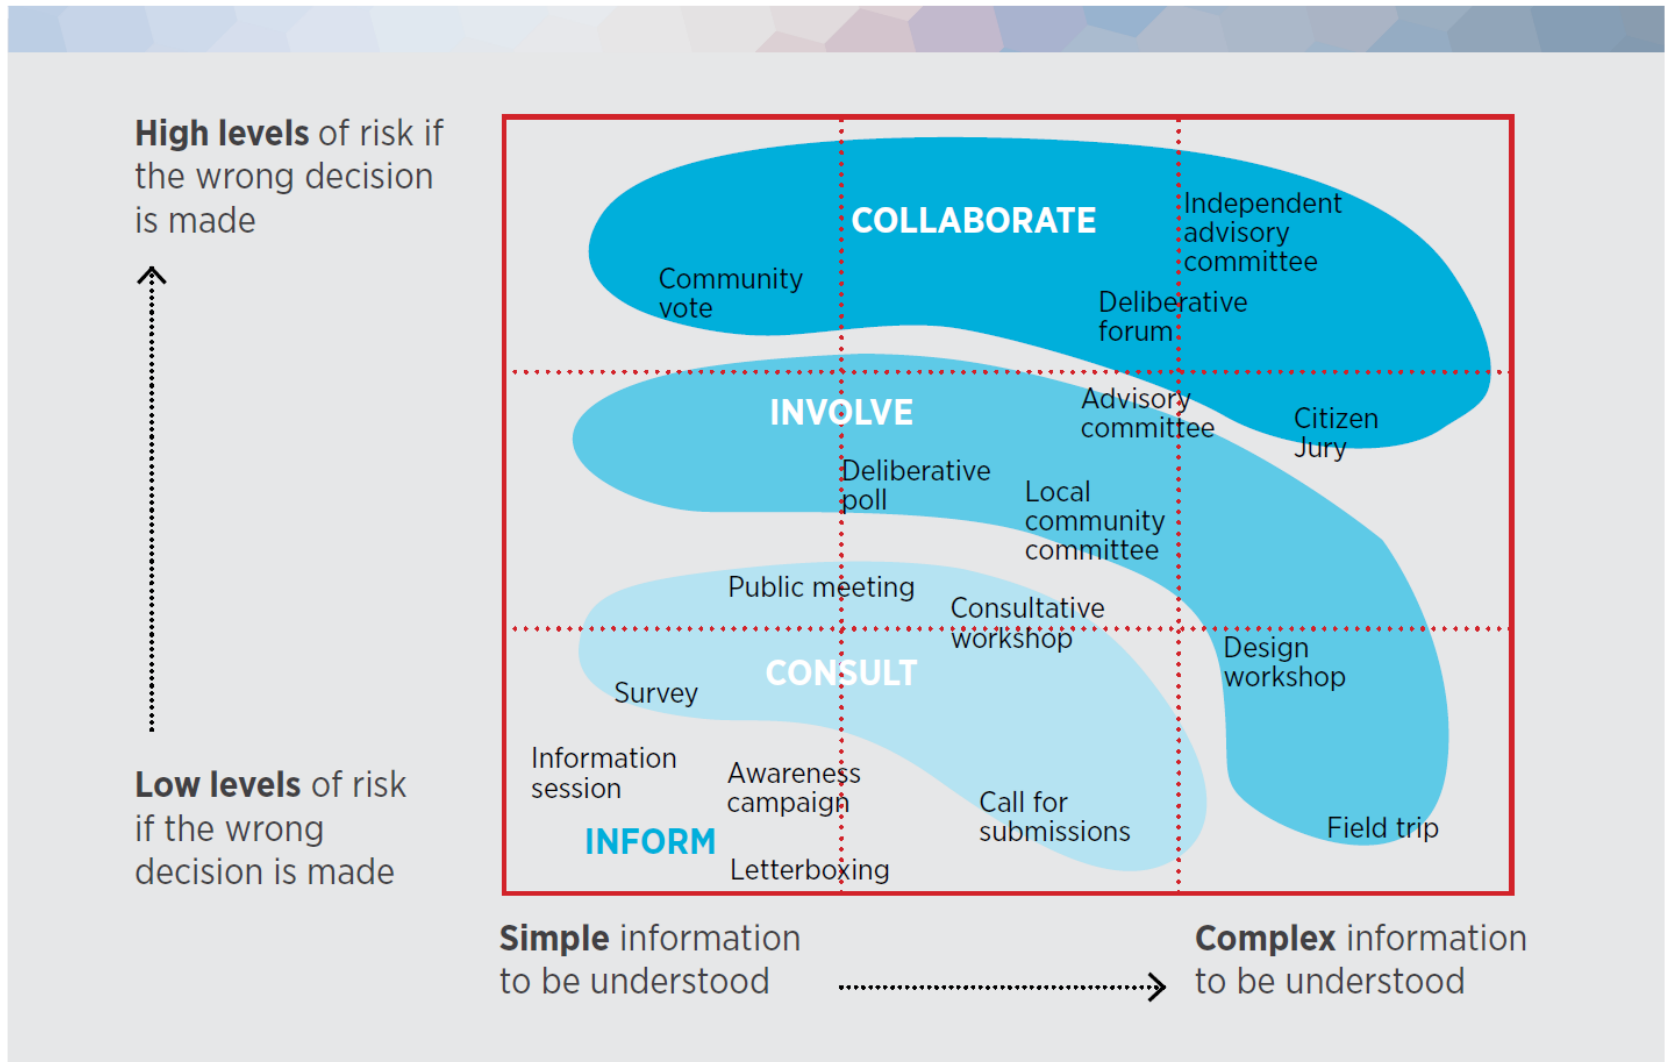 High levels of risk if
the wrong decision
is made
COLLABORATE
Independent
advisory
committee
Community
vote
Deliberative
forum
INVOLVE
Advisory
committee
Citizen
Jury
Deliberative
poll
Local
community
committee
Public meeting
Consultative
workshop
CONSULT
Design
workshop
Survey
Information
session
Awareness
campaign
Call for
submissions
INFORM
Field trip
Letterboxing
Low levels of risk
if the wrong
decision is made
Simple information
to be understood
Complex information
to be understood